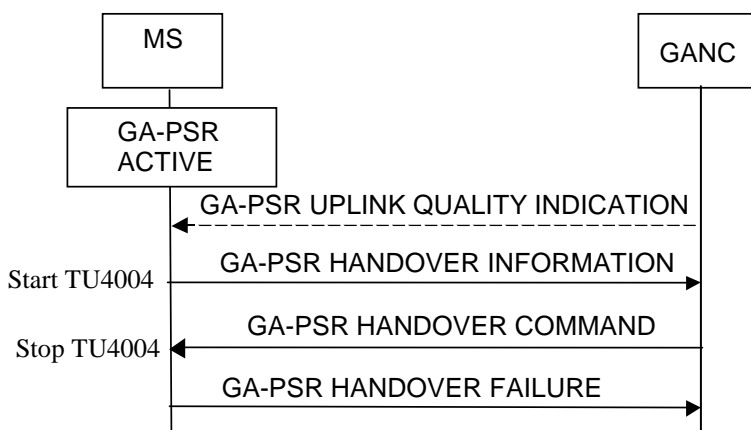 MS
GANC
GA-PSR
ACTIVE
GA-PSR UPLINK QUALITY INDICATION
Start TU4004
GA-PSR HANDOVER INFORMATION
GA-PSR HANDOVER COMMAND
Stop TU4004
GA-PSR HANDOVER FAILURE